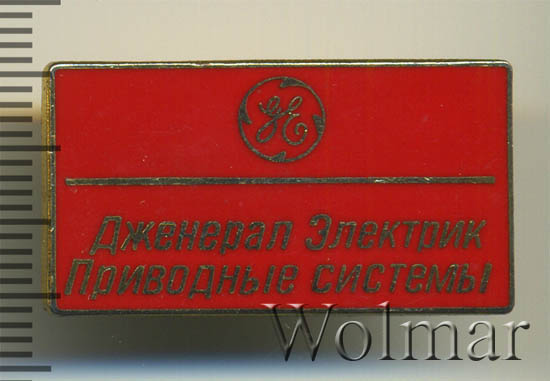 GE
Дженерал Электрик
Приводные системы
Wolmar